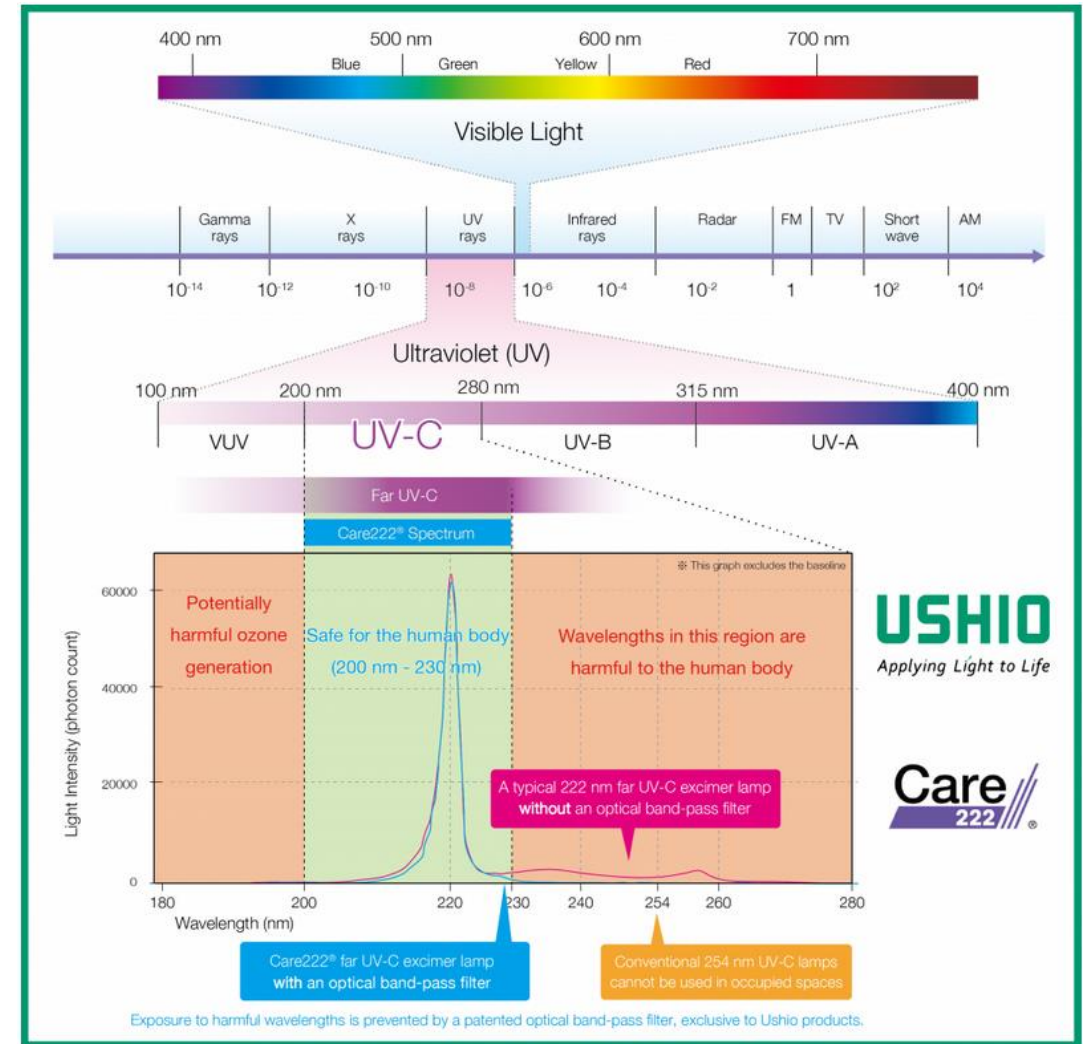 400 nm 500 nm 600 nm 700 nm
Blue Green Yellow Red
Visible Light
Gamma rays X rays UV rays Infrared rays Radar FM TV Short wave AM
10⁻¹⁴ 10⁻¹² 10⁻¹⁰ 10⁻⁸ 10⁻⁶ 10⁻⁴ 10⁻² 1 10² 10⁴
Ultraviolet (UV)
100 nm 200 nm 280 nm 315 nm 400 nm
VUV UV-C UV-B UV-A
Far UV-C
Care222® Spectrum
※ This graph excludes the baseline
Potentially
harmful ozone
generation
Safe for the human body
(200 nm - 230 nm)
Wavelengths in this region are
harmful to the human body
Light Intensity (photon count)
60000
40000
20000
0
A typical 222 nm far UV-C excimer lamp
without an optical band-pass filter
180 200 220 230 240 254 260 280
Wavelength (nm)
Care222® far UV-C excimer lamp
with an optical band-pass filter
Conventional 254 nm UV-C lamps
cannot be used in occupied spaces
Exposure to harmful wavelengths is prevented by a patented optical band-pass filter, exclusive to Ushio products.
USHIO
Applying Light to Life
Care
222®